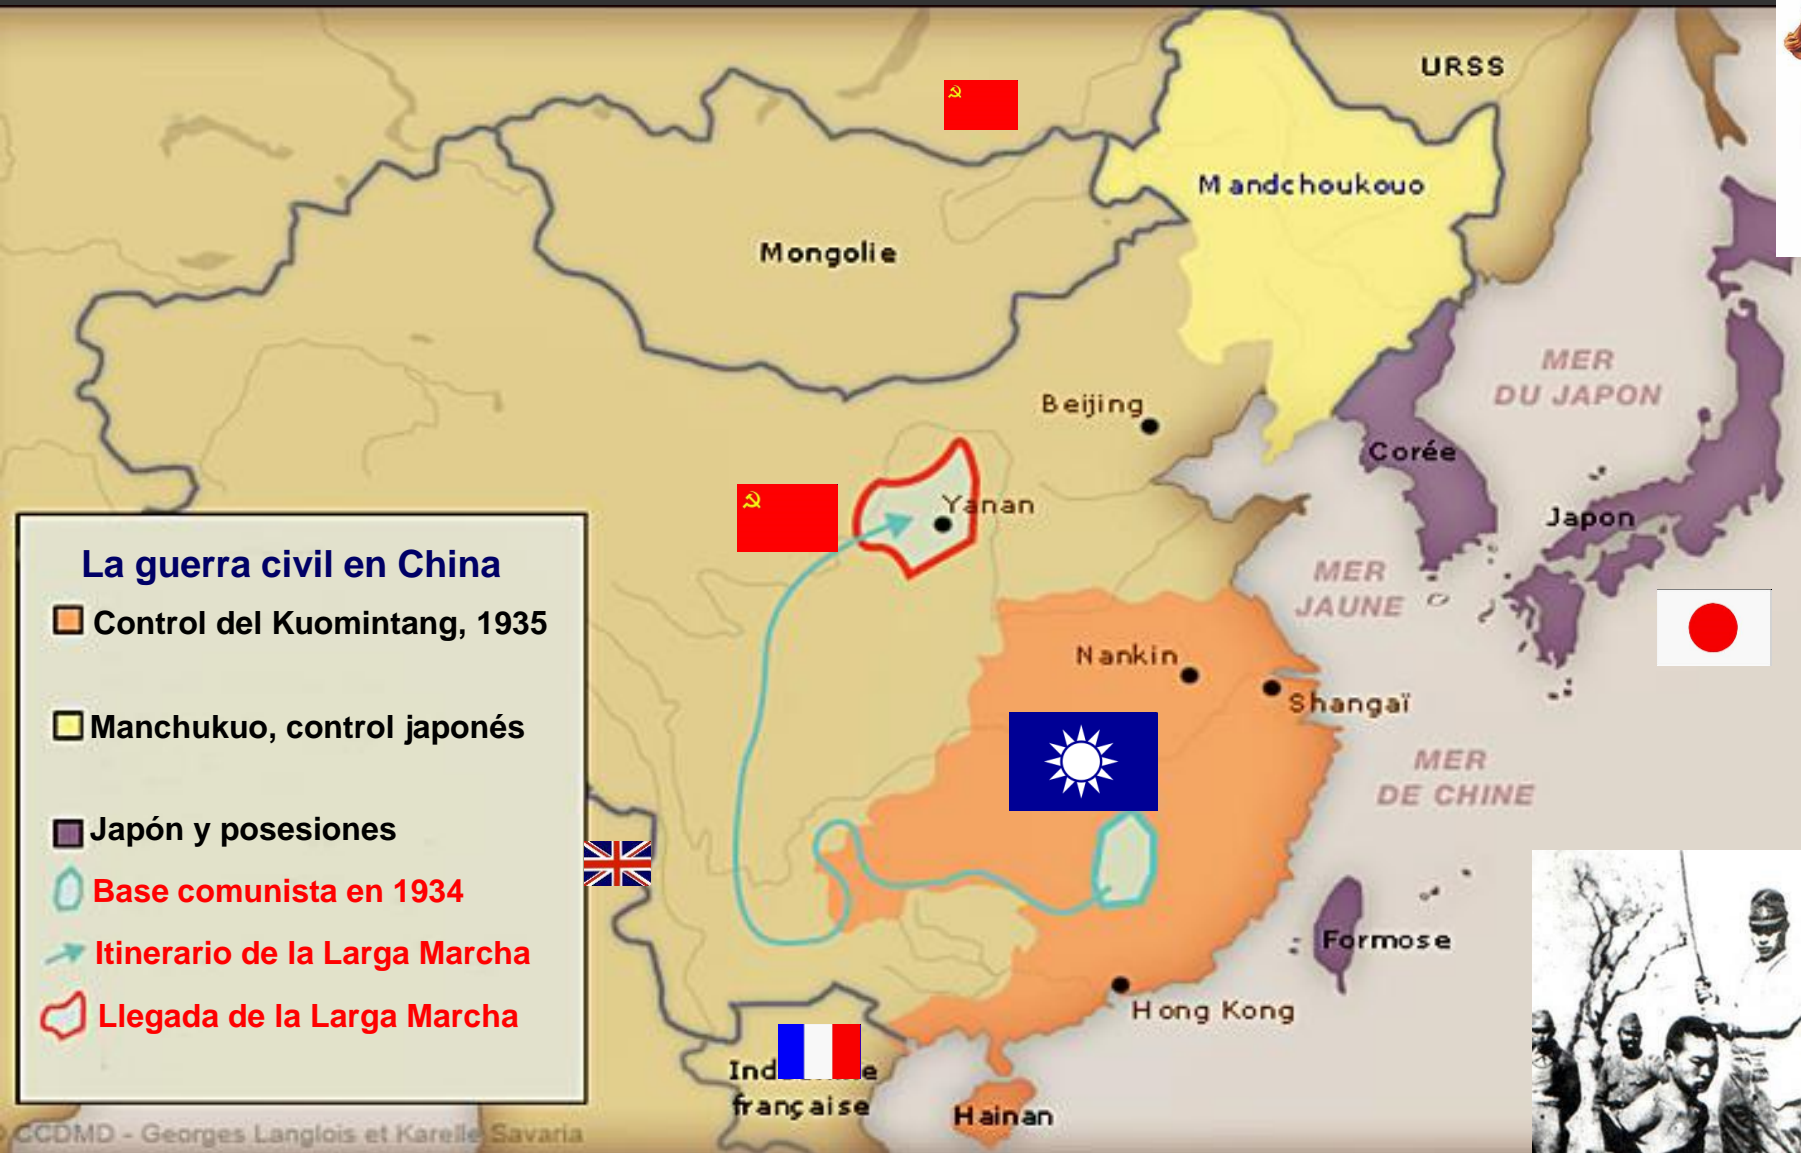 URSS
Mandchoukouo
Mongolie
MER
DU JAPON
Beijing
Corée
Yanan
Japon
La guerra civil en China
Control del Kuomintang, 1935
Manchukuo, control japonés
Japón y posesiones
Base comunista en 1934
Itinerario de la Larga Marcha
Llegada de la Larga Marcha
MER
JAUNE
Nankin
Shangaï
MER
DE CHINE
Formose
Hong Kong
française
Hainan
CCDMD - Georges Langlois et Karelle Savaria